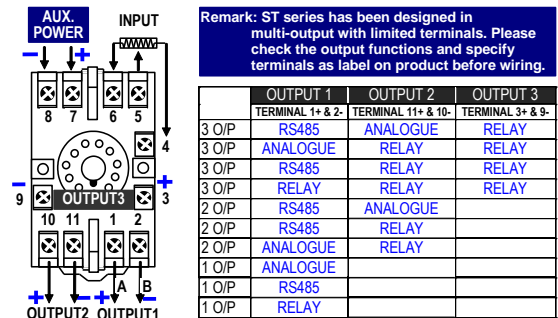 AUX.
POWER
INPUT
− + 
8 7 6 5
4
− +
9 OUTPUT3 3
10 11 1 2
A B
+ − + −
OUTPUT2 OUTPUT1
Remark: ST series has been designed in
multi-output with limited terminals. Please
check the output functions and specify
terminals as label on product before wiring.
OUTPUT 1 OUTPUT 2 OUTPUT 3
TERMINAL 1+ & 2- TERMINAL 11+ & 10- TERMINAL 3+ & 9-
3 O/P RS485 ANALOGUE RELAY
3 O/P ANALOGUE RELAY RELAY
3 O/P RS485 RELAY RELAY
3 O/P RELAY RELAY RELAY
2 O/P RS485 ANALOGUE
2 O/P RS485 RELAY
2 O/P ANALOGUE RELAY
1 O/P ANALOGUE
1 O/P RS485
1 O/P RELAY